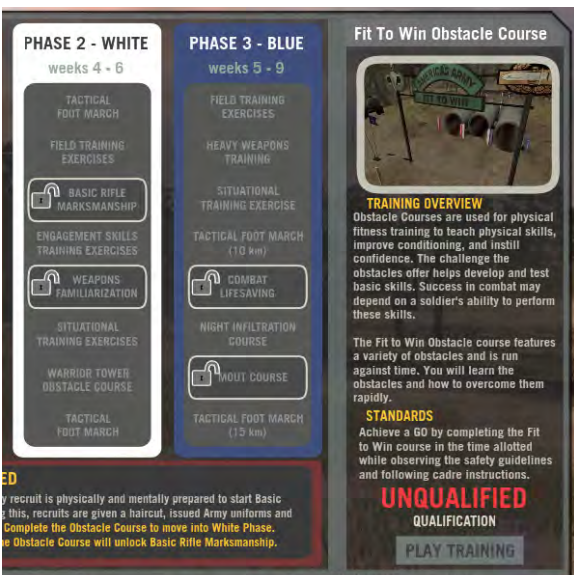 PHASE 2 - WHITE
weeks 4 - 6
TACTICAL
FOOT MARCH
FIELD TRAINING
EXERCISES
BASIC RIFLE
MARKSMANSHIP
ENGAGEMENT SKILLS
TRAINING EXERCISES
WEAPONS
FAMILIARIZATION
SITUATIONAL
TRAINING EXERCISES
WARRIOR TOWER
OBSTACLE COURSE
TACTICAL
FOOT MARCH
PHASE 3 - BLUE
weeks 5 - 9
FIELD TRAINING
EXERCISES
HEAVY WEAPONS
TRAINING
SITUATIONAL
TRAINING EXERCISE
TACTICAL FOOT MARCH
(10 km)
COMBAT
LIFESAVING
NIGHT INFILTRATION
COURSE
MOUT COURSE
TACTICAL FOOT MARCH
(15 km)
ED
y recruit is physically and mentally prepared to start Basic
g this, recruits are given a haircut, issued Army uniforms and
Complete the Obstacle Course to move into White Phase.
e Obstacle Course will unlock Basic Rifle Marksmanship.
Fit To Win Obstacle Course
AMERICA'S ARMY
FIT TO WIN
TRAINING OVERVIEW
Obstacle Courses are used for physical
fitness training to teach physical skills,
improve conditioning, and instill
confidence. The challenge the
obstacles offer helps develop and test
basic skills. Success in combat may
depend on a soldier's ability to perform
these skills.
The Fit to Win Obstacle course features
a variety of obstacles and is run
against time. You will learn the
obstacles and how to overcome them
rapidly.
STANDARDS
Achieve a GO by completing the Fit
to Win course in the time allotted
while observing the safety guidelines
and following cadre instructions.
UNQUALIFIED
QUALIFICATION
PLAY TRAINING